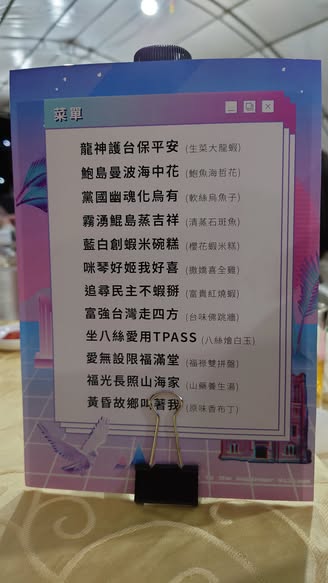 菜單
龍神護台保平安 (生菜大龍蝦)
鮑島曼波海中花 (鮑魚海哲花)
黨國幽魂化烏有 (軟絲烏魚子)
霧湧鯤島蒸吉祥 (清蒸石斑魚)
藍白創蝦米碗糕 (櫻花蝦米糕)
咪琴好姬我好喜 (撒嬌喜全雞)
追尋民主不蝦掰 (富貴紅燒蝦)
富強台灣走四方 (台味佛跳牆)
坐八絲愛用TPASS (八絲燴白玉)
愛無設限福滿堂 (福祿雙拼盤)
福光長照山海家 (山藥養生湯)
黃昏故鄉叫著我 (原味香布丁)